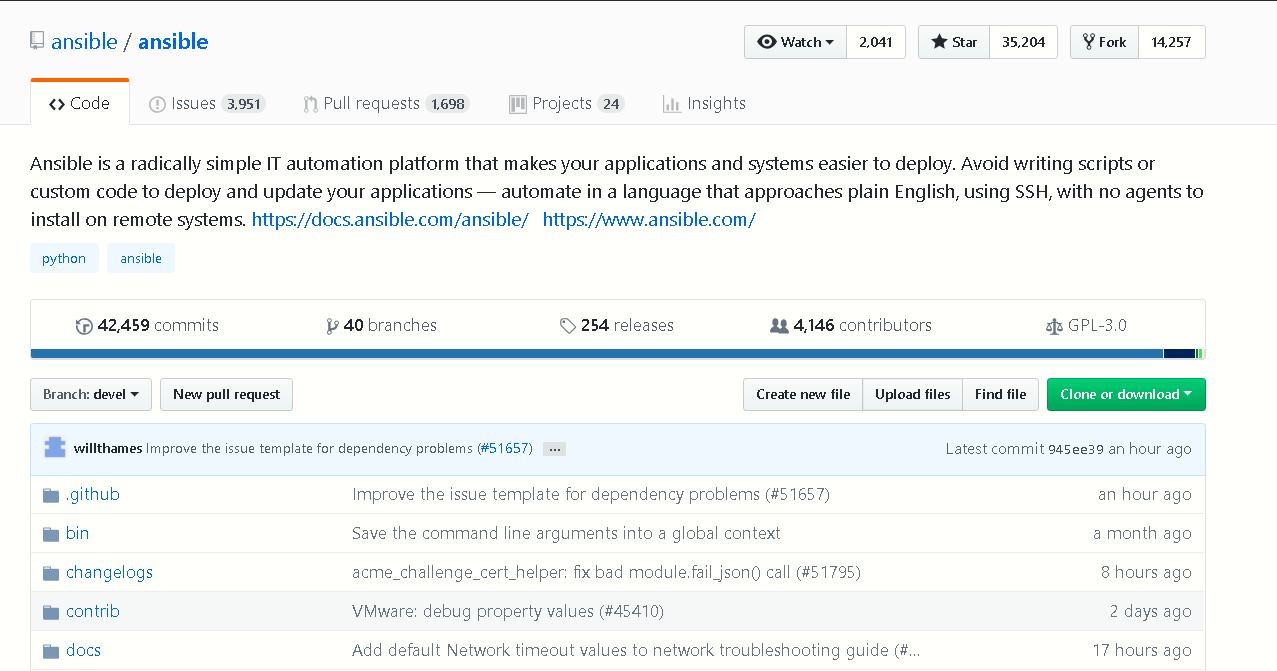 ansible / ansible
Watch 2,041 Star 35,204 Fork 14,257
Code Issues 3,951 Pull requests 1,698 Projects 24 Insights
Ansible is a radically simple IT automation platform that makes your applications and systems easier to deploy. Avoid writing scripts or
custom code to deploy and update your applications — automate in a language that approaches plain English, using SSH, with no agents to
install on remote systems. https://docs.ansible.com/ansible/ https://www.ansible.com/
python ansible
42,459 commits 40 branches 254 releases 4,146 contributors GPL-3.0
Branch: devel New pull request Create new file Upload files Find file Clone or download
willthames Improve the issue template for dependency problems (#51657) ... Latest commit 945ee39 an hour ago
.github Improve the issue template for dependency problems (#51657) an hour ago
bin Save the command line arguments into a global context a month ago
changelogs acme_challenge_cert_helper: fix bad module.fail_json() call (#51795) 8 hours ago
contrib VMware: debug property values (#45410) 2 days ago
docs Add default Network timeout values to network troubleshooting guide (#... 17 hours ago